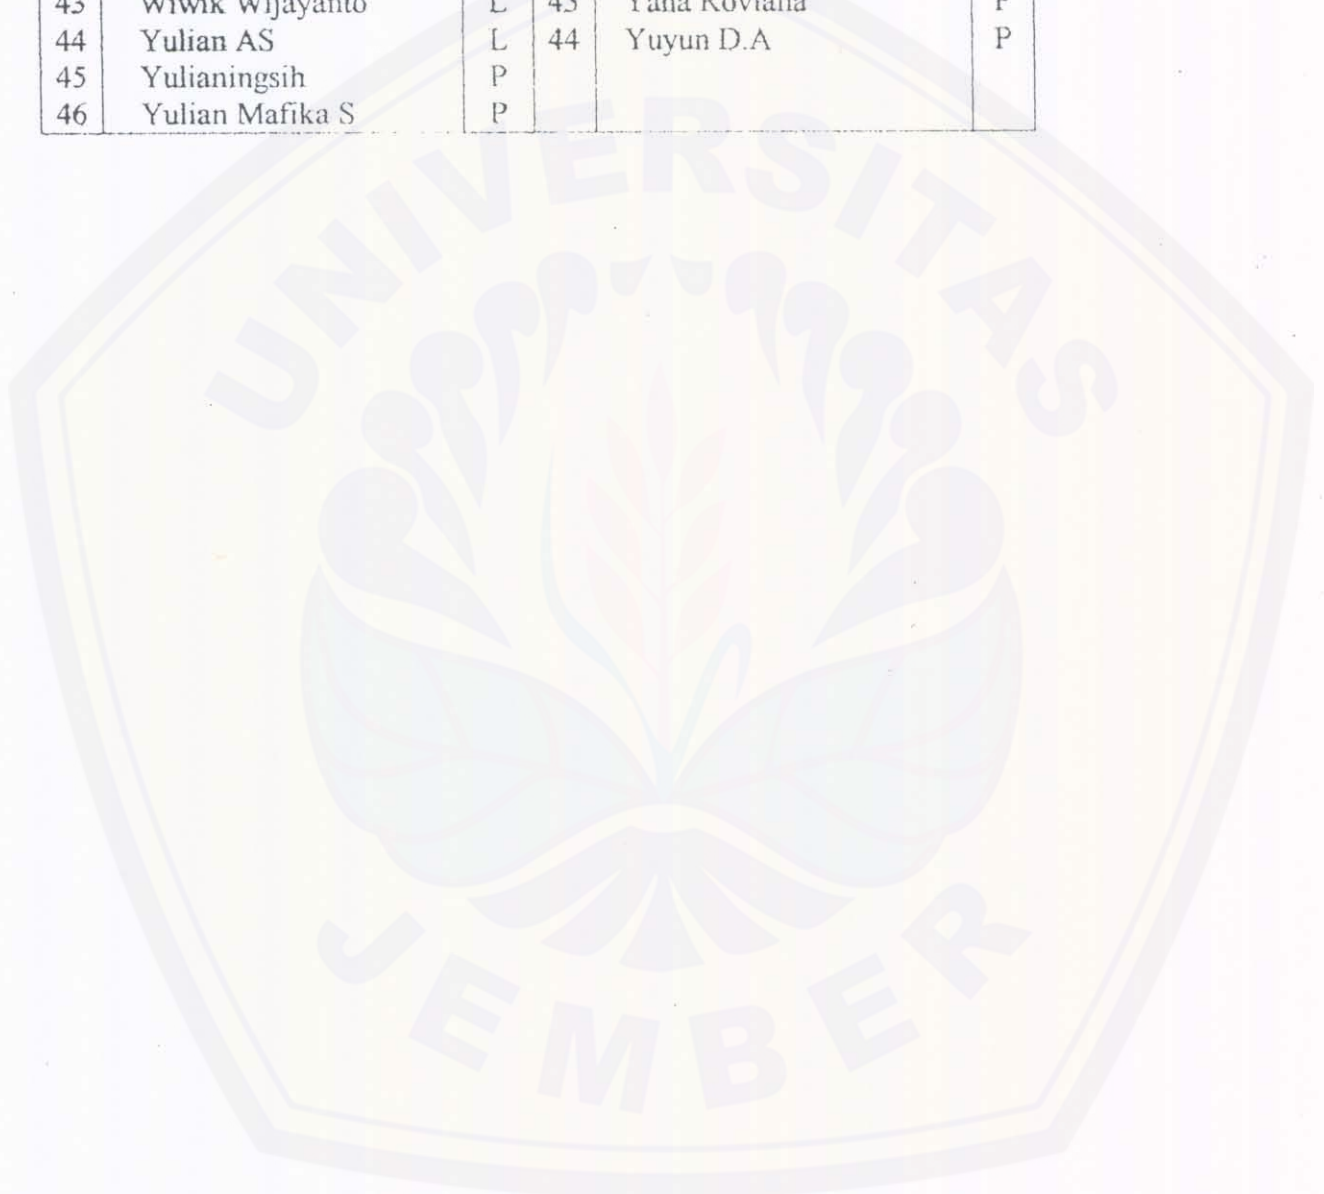 43 Wiwik Wijayanto L 43 Yana Roviana P
44 Yulian AS L 44 Yuyun D.A P
45 Yulianingsih P
46 Yulian Mafika S P
UNIVERSITAS
JEMBER